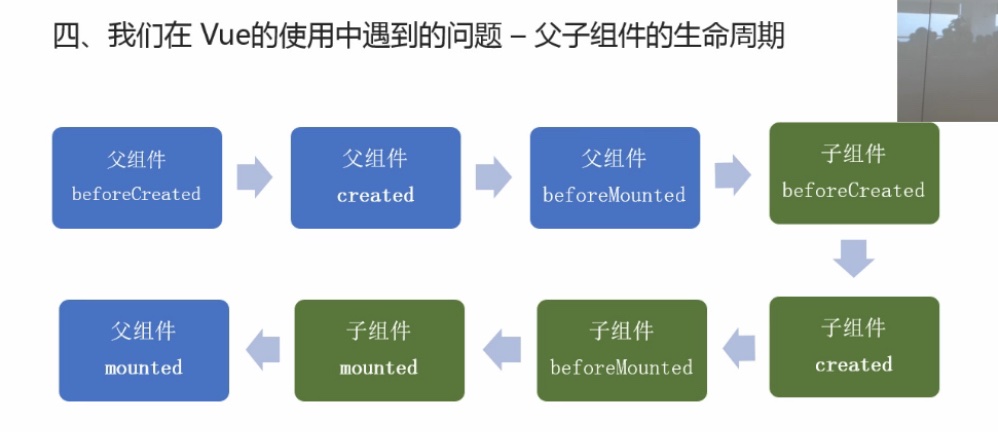 四、我们在 Vue的使用中遇到的问题 – 父子组件的生命周期
父组件
beforeCreated
父组件
created
父组件
beforeMounted
子组件
beforeCreated
子组件
created
子组件
beforeMounted
子组件
mounted
父组件
mounted